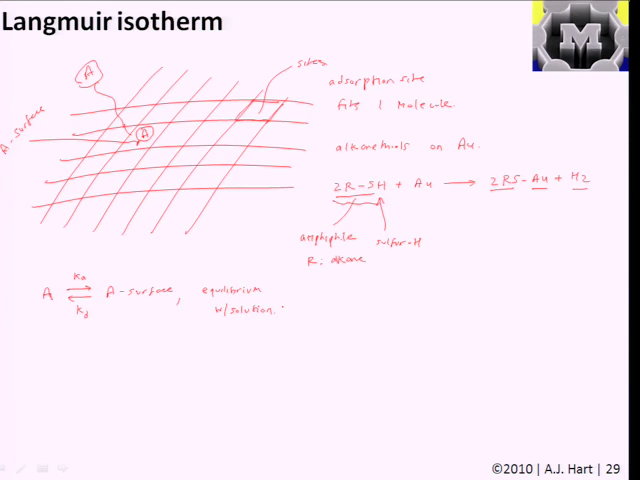 Langmuir isotherm
M
A
sites
adsorption site
fits 1 molecule.
A-surface
A
alkanethiols on Au.
2R-SH + Au → 2RS-Au + H2
amphiphile sulfur-H
R: alkane
ka
A ⇌ A-surface, equilibrium
kd
w/solution.
©2010 | A.J. Hart | 29